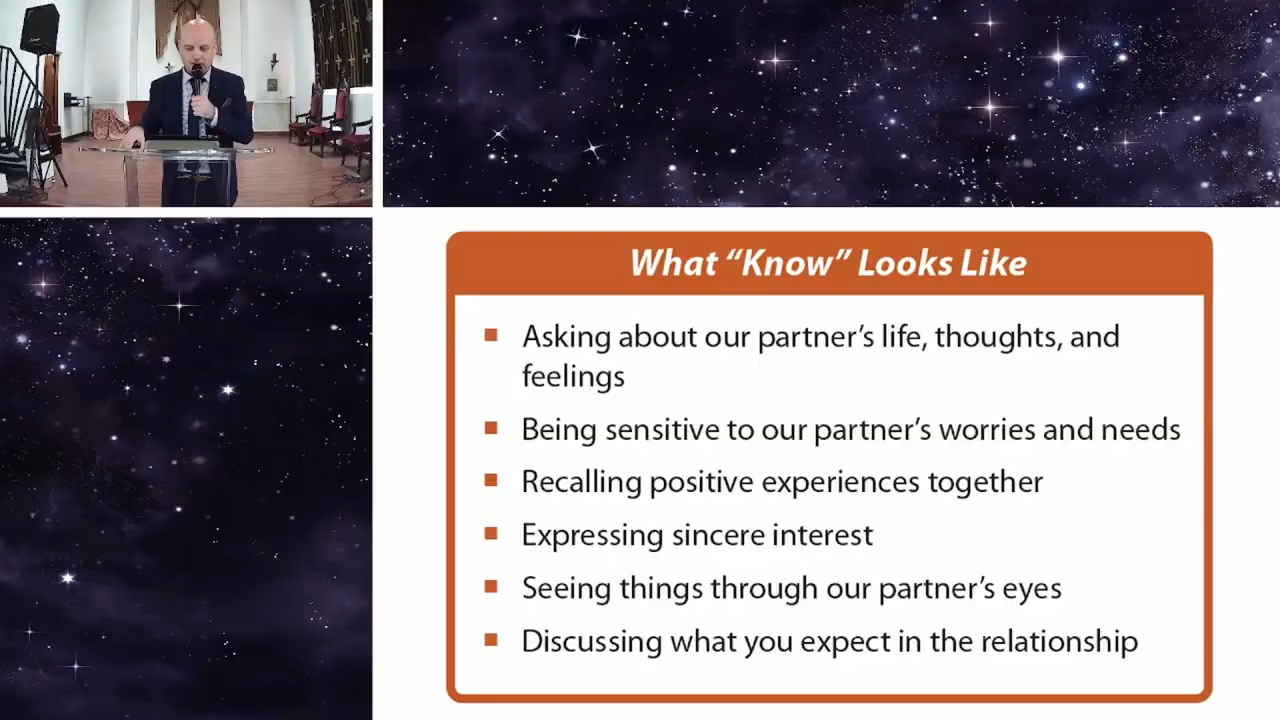 What “Know” Looks Like
■ Asking about our partner’s life, thoughts, and
feelings
■ Being sensitive to our partner’s worries and needs
■ Recalling positive experiences together
■ Expressing sincere interest
■ Seeing things through our partner’s eyes
■ Discussing what you expect in the relationship